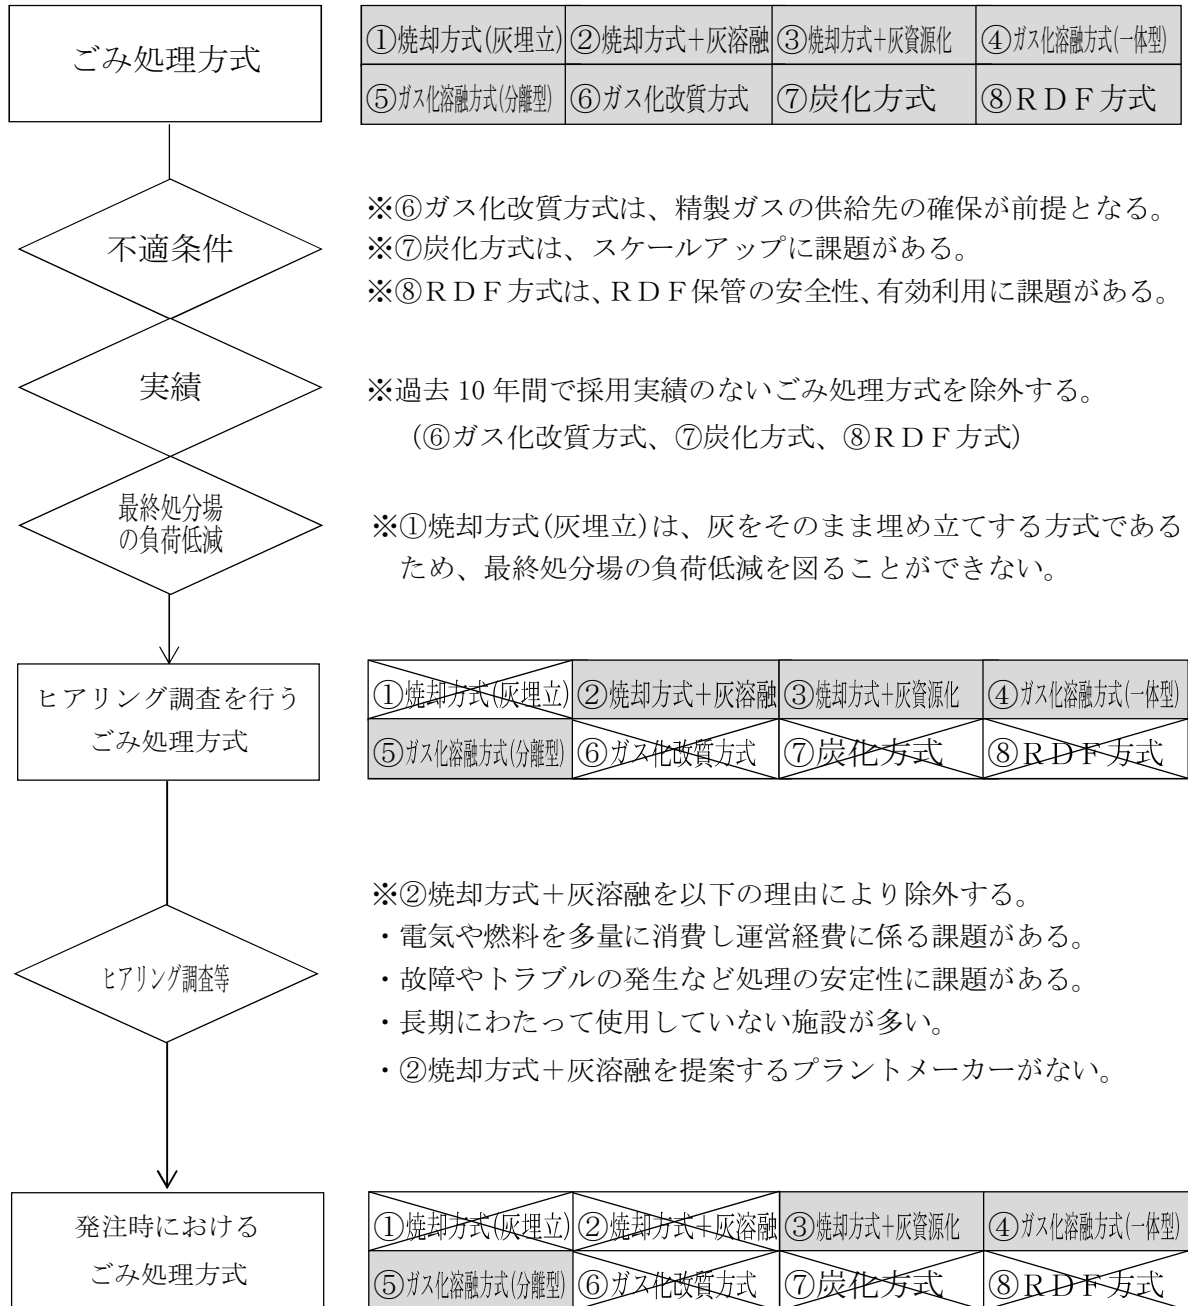 ごみ処理方式
①焼却方式(灰埋立) ②焼却方式＋灰溶融 ③焼却方式＋灰資源化 ④ガス化溶融方式(一体型)
⑤ガス化溶融方式(分離型) ⑥ガス化改質方式 ⑦炭化方式 ⑧ＲＤＦ方式
不適条件
※⑥ガス化改質方式は、精製ガスの供給先の確保が前提となる。
※⑦炭化方式は、スケールアップに課題がある。
※⑧ＲＤＦ方式は、ＲＤＦ保管の安全性、有効利用に課題がある。
実績
※過去 10 年間で採用実績のないごみ処理方式を除外する。
（⑥ガス化改質方式、⑦炭化方式、⑧ＲＤＦ方式）
最終処分場
の負荷低減
※①焼却方式(灰埋立)は、灰をそのまま埋め立てする方式である
ため、最終処分場の負荷低減を図ることができない。
ヒアリング調査を行う
ごみ処理方式
①焼却方式(灰埋立) ②焼却方式＋灰溶融 ③焼却方式＋灰資源化 ④ガス化溶融方式(一体型)
⑤ガス化溶融方式(分離型) ⑥ガス化改質方式 ⑦炭化方式 ⑧ＲＤＦ方式
ヒアリング調査等
※②焼却方式＋灰溶融を以下の理由により除外する。
・電気や燃料を多量に消費し運営経費に係る課題がある。
・故障やトラブルの発生など処理の安定性に課題がある。
・長期にわたって使用していない施設が多い。
・②焼却方式＋灰溶融を提案するプラントメーカーがない。
発注時における
ごみ処理方式
①焼却方式(灰埋立) ②焼却方式＋灰溶融 ③焼却方式＋灰資源化 ④ガス化溶融方式(一体型)
⑤ガス化溶融方式(分離型) ⑥ガス化改質方式 ⑦炭化方式 ⑧ＲＤＦ方式